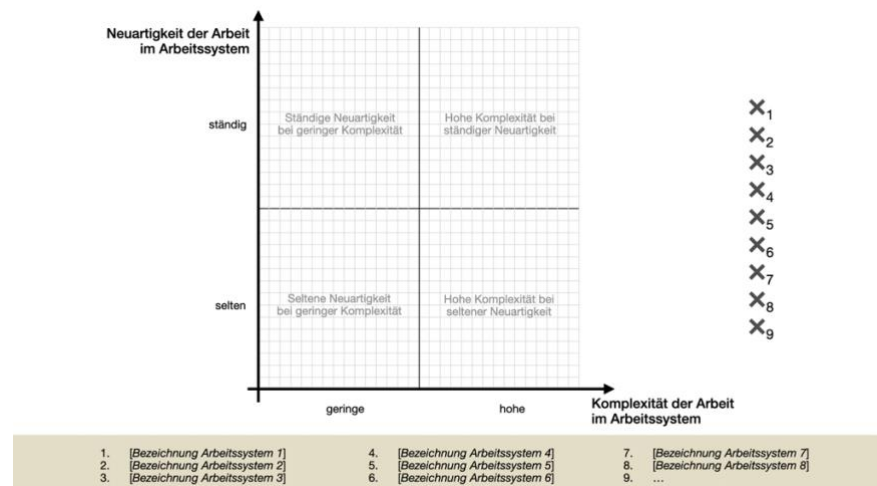 Neuartigkeit der Arbeit
im Arbeitssystem
ständig
Ständige Neuartigkeit
bei geringer Komplexität
Hohe Komplexität bei
ständiger Neuartigkeit
selten
Seltene Neuartigkeit
bei geringer Komplexität
Hohe Komplexität bei
seltener Neuartigkeit
geringe
hohe
Komplexität der Arbeit
im Arbeitssystem
1
2
3
4
5
6
7
8
9
1. [Bezeichnung Arbeitssystem 1]
2. [Bezeichnung Arbeitssystem 2]
3. [Bezeichnung Arbeitssystem 3]
4. [Bezeichnung Arbeitssystem 4]
5. [Bezeichnung Arbeitssystem 5]
6. [Bezeichnung Arbeitssystem 6]
7. [Bezeichnung Arbeitssystem 7]
8. [Bezeichnung Arbeitssystem 8]
9. ...